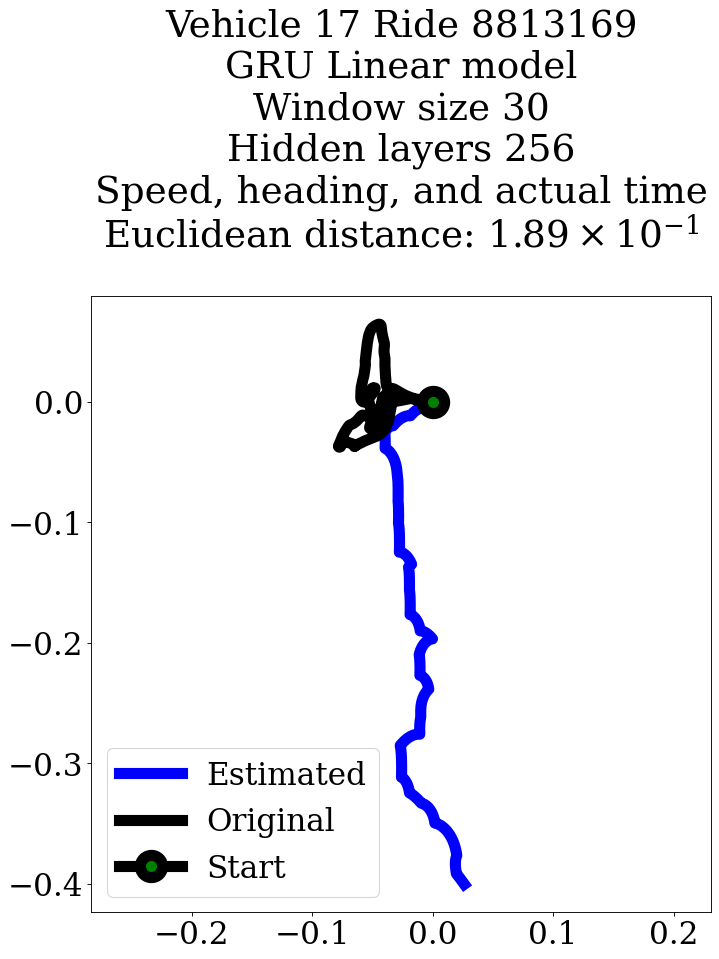 Vehicle 17 Ride 8813169
GRU Linear model
Window size 30
Hidden layers 256
Speed, heading, and actual time
Euclidean distance: 1.89 × 10⁻¹
0.0
−0.1
−0.2
−0.3
−0.4
Estimated
Original
Start
−0.2 −0.1 0.0 0.1 0.2